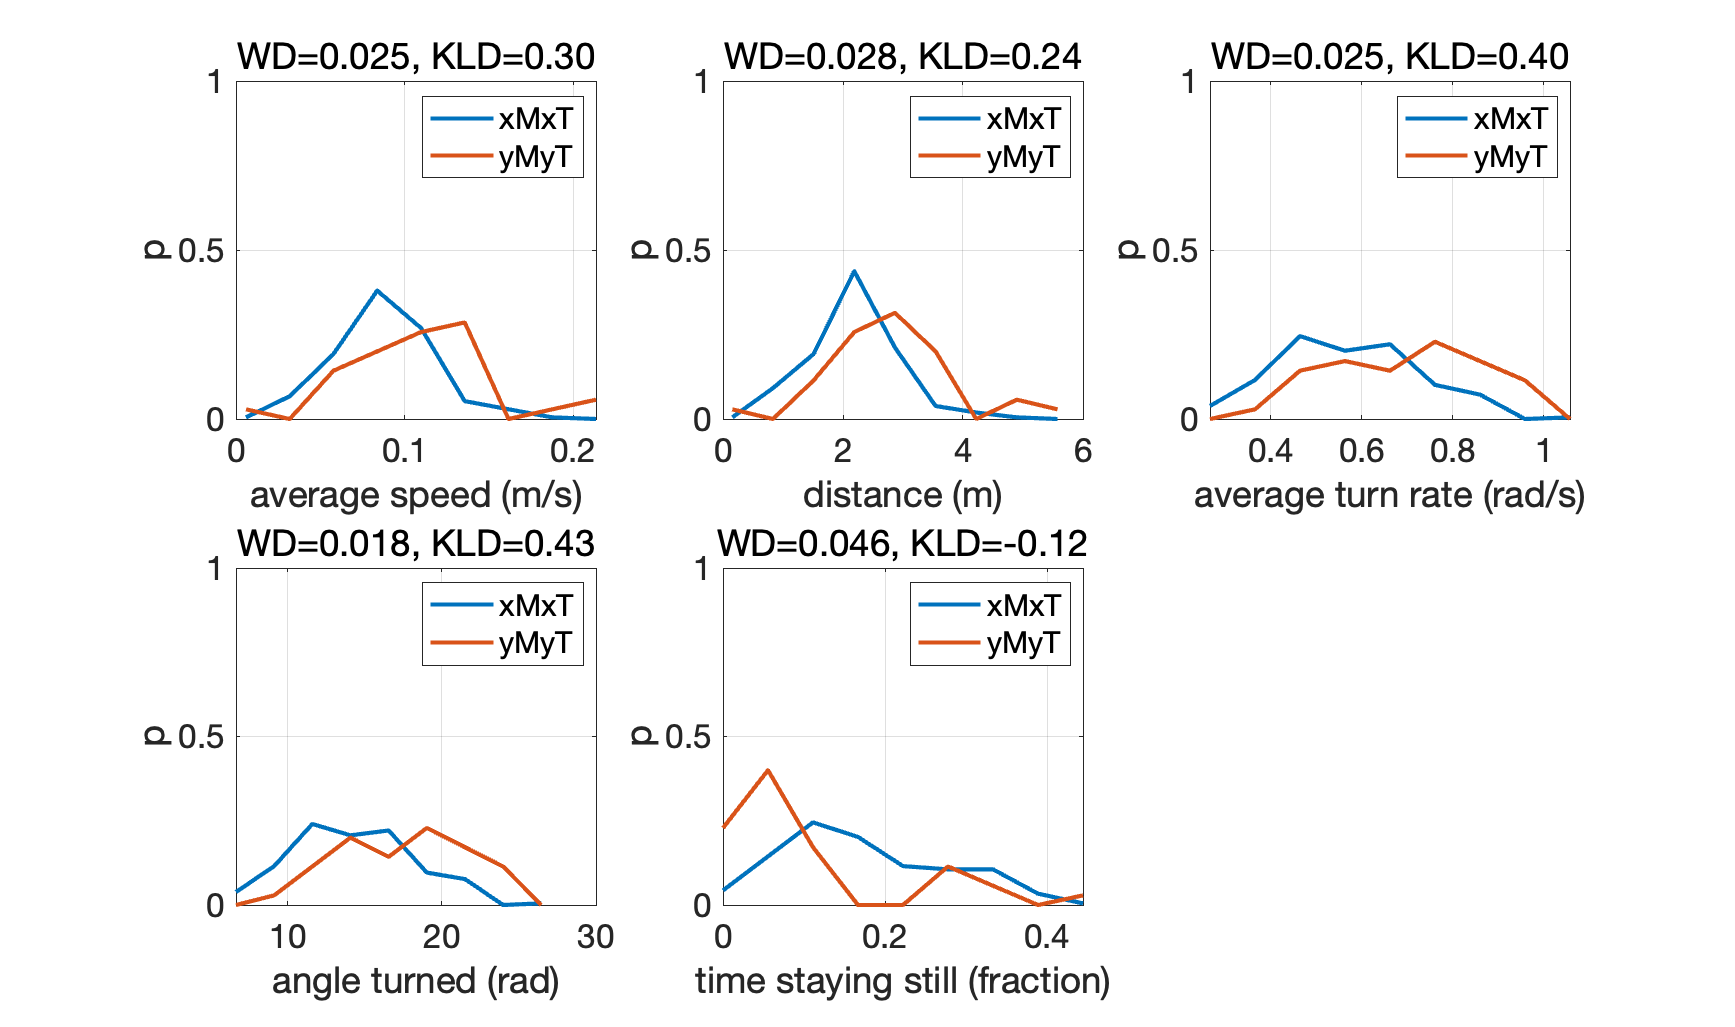 WD=0.025, KLD=0.30
1
0.5
0
p
xMxT
yMyT
0
0.1
0.2
average speed (m/s)
WD=0.028, KLD=0.24
1
0.5
0
p
xMxT
yMyT
0
2
4
6
distance (m)
WD=0.025, KLD=0.40
1
0.5
0
p
xMxT
yMyT
0.4
0.6
0.8
1
average turn rate (rad/s)
WD=0.018, KLD=0.43
1
0.5
0
p
xMxT
yMyT
10
20
30
angle turned (rad)
WD=0.046, KLD=-0.12
1
0.5
0
p
xMxT
yMyT
0
0.2
0.4
time staying still (fraction)